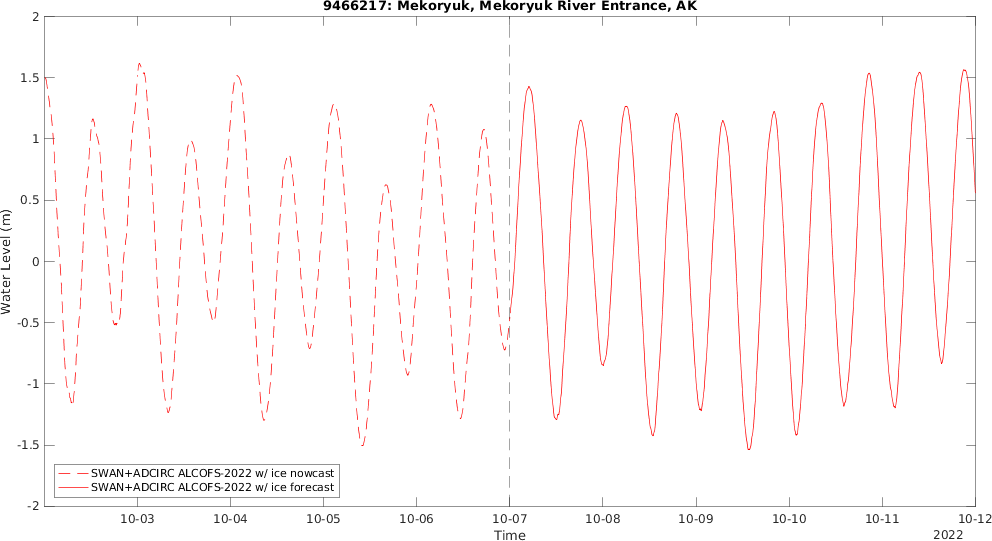 9466217: Mekoryuk, Mekoryuk River Entrance, AK
2
1.5
1
0.5
0
-0.5
-1
-1.5
-2
Water Level (m)
SWAN+ADCIRC ALCOFS-2022 w/ ice nowcast
SWAN+ADCIRC ALCOFS-2022 w/ ice forecast
10-03 10-04 10-05 10-06 10-07 10-08 10-09 10-10 10-11 10-12
Time
2022